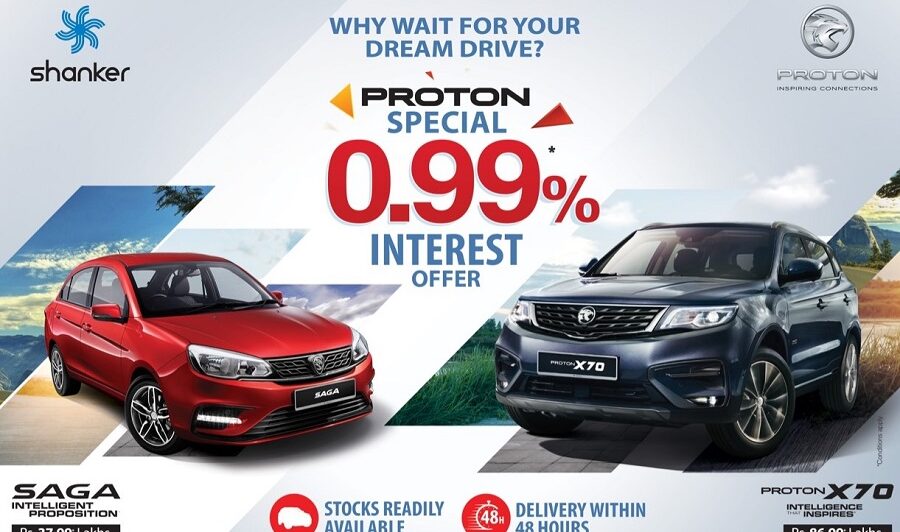 shanker
WHY WAIT FOR YOUR
DREAM DRIVE?
PROTON
INSPIRING CONNECTIONS
PROTON
SPECIAL
0.99%*
INTEREST
OFFER
SAGA
PROTON X70
*Conditions apply
SAGA
INTELLIGENT
PROPOSITION
STOCKS READILY
AVAILABLE
48H
DELIVERY WITHIN
48 HOURS
PROTON X70
INTELLIGENCE
THAT INSPIRES